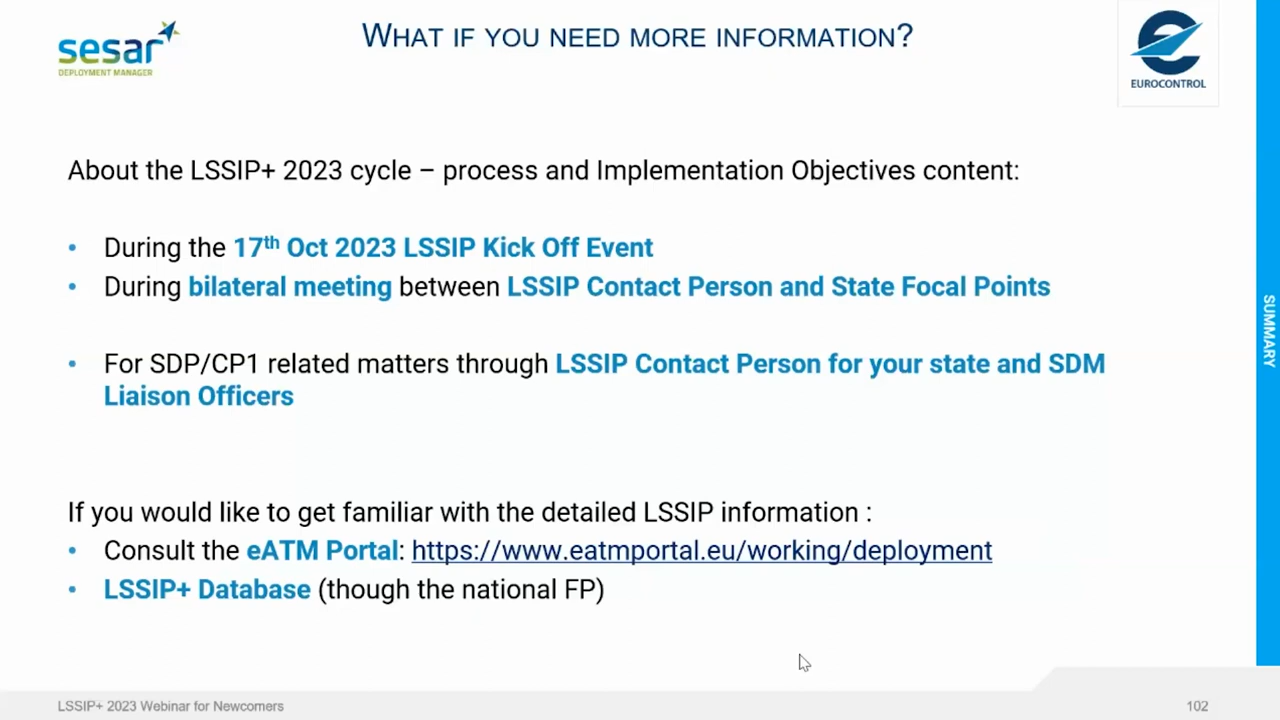 sesar
DEPLOYMENT MANAGER
WHAT IF YOU NEED MORE INFORMATION?
EUROCONTROL
About the LSSIP+ 2023 cycle – process and Implementation Objectives content:
• During the 17th Oct 2023 LSSIP Kick Off Event
• During bilateral meeting between LSSIP Contact Person and State Focal Points
• For SDP/CP1 related matters through LSSIP Contact Person for your state and SDM
Liaison Officers
SUMMARY
If you would like to get familiar with the detailed LSSIP information :
• Consult the eATM Portal: https://www.eatmportal.eu/working/deployment
• LSSIP+ Database (though the national FP)
LSSIP+ 2023 Webinar for Newcomers
102